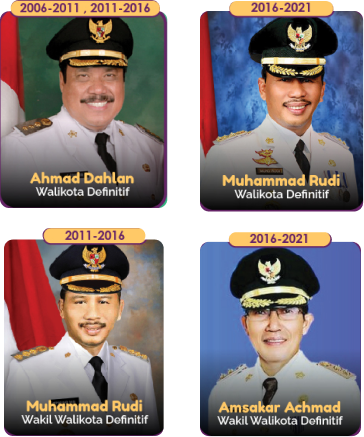 2006-2011 , 2011-2016
Ahmad Dahlan
Walikota Definitif
2016-2021
Muhammad Rudi
Walikota Definitif
2011-2016
Muhammad Rudi
Wakil Walikota Definitif
2016-2021
Amsakar Achmad
Wakil Walikota Definitif